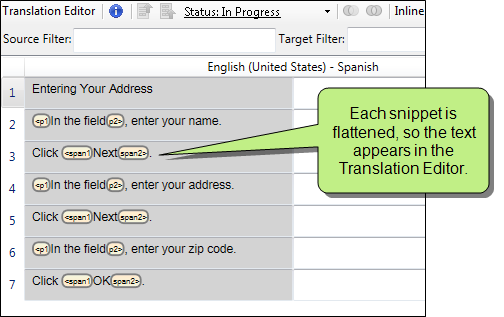 Translation Editor Status: In Progress Inline
Source Filter: Target Filter:
English (United States) - Spanish
1 Entering Your Address
2 <p1 In the field p2> , enter your name.
3 Click <span1 Next span2> .
4 <p1 In the field p2> , enter your address.
5 Click <span1 Next span2> .
6 <p1 In the field p2> , enter your zip code.
7 Click <span1 OK span2> .
Each snippet is
flattened, so the text
appears in the
Translation Editor.